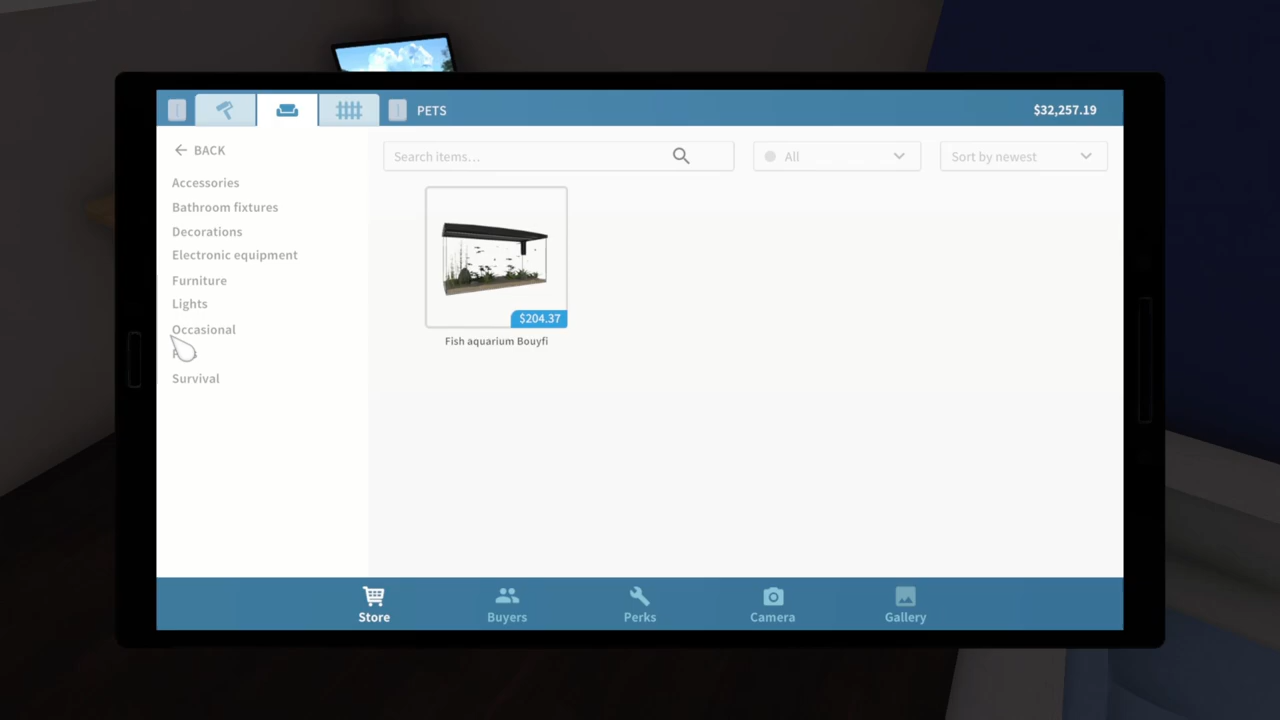 PETS
$32,257.19
BACK
Search items...
All
Sort by newest
Accessories
Bathroom fixtures
Decorations
Electronic equipment
Furniture
Lights
Occasional
Survival
$204.37
Fish aquarium Bouyfi
Store
Buyers
Perks
Camera
Gallery